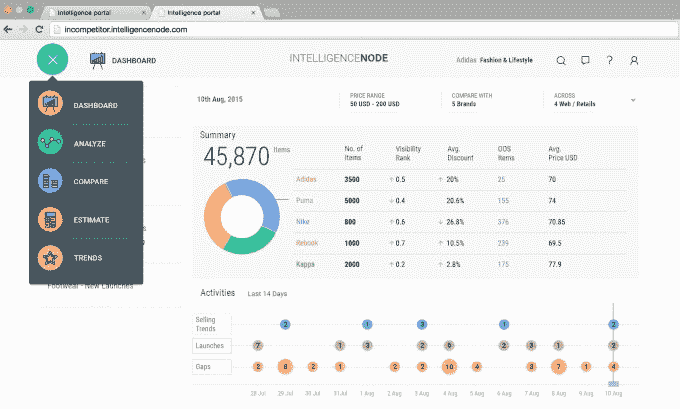 Intelligence portal
Intelligence portal
incompetitor.intelligencenode.com
DASHBOARD
INTELLIGENCENODE
Adidas Fashion & Lifestyle
DASHBOARD
ANALYZE
COMPARE
ESTIMATE
TRENDS
10th Aug, 2015
PRICE RANGE
50 USD - 200 USD
COMPARE WITH
5 Brands
ACROSS
4 Web / Retails
Summary
45,870 Items
No. of Items Visibility Rank Avg. Discount OOS Items Avg. Price USD
Adidas 3500 ↑ 0.5 ↑ 20% 25 70
Puma 5000 ↓ 0.4 20.6% 155 74
Nike 800 ↑ 0.6 ↑ 26.8% 376 70.85
Rebook 1600 ↑ 0.7 ↑ 10.5% 239 69.5
Kappa 2000 ↑ 0.2 ↑ 2.8% 175 77.9
Footwear - New Launches
Activities Last 14 Days
Selling Trends 2 1 3 1 2
Launches 7 1 3 2 2 3 1
Gaps 2 8 2 1 2 2 10 4 3 7 1 4
28 Jul 29 Jul 30 Jul 31 Jul 1 Aug 2 Aug 3 Aug 4 Aug 5 Aug 6 Aug 7 Aug 8 Aug 9 Aug 10 Aug